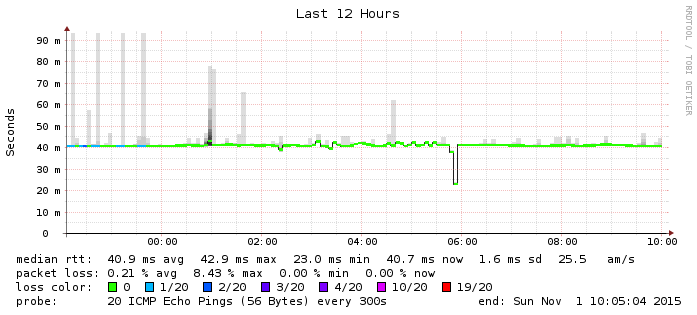 Last 12 Hours
RRDTOOL / TOBI OETIKER
Seconds
90 m
80 m
70 m
60 m
50 m
40 m
30 m
20 m
10 m
0
00:00 02:00 04:00 06:00 08:00 10:00
median rtt: 40.9 ms avg 42.9 ms max 23.0 ms min 40.7 ms now 1.6 ms sd 25.5 am/s
packet loss: 0.21 % avg 8.43 % max 0.00 % min 0.00 % now
loss color: 0 1/20 2/20 3/20 4/20 10/20 19/20
probe: 20 ICMP Echo Pings (56 Bytes) every 300s end: Sun Nov 1 10:05:04 2015